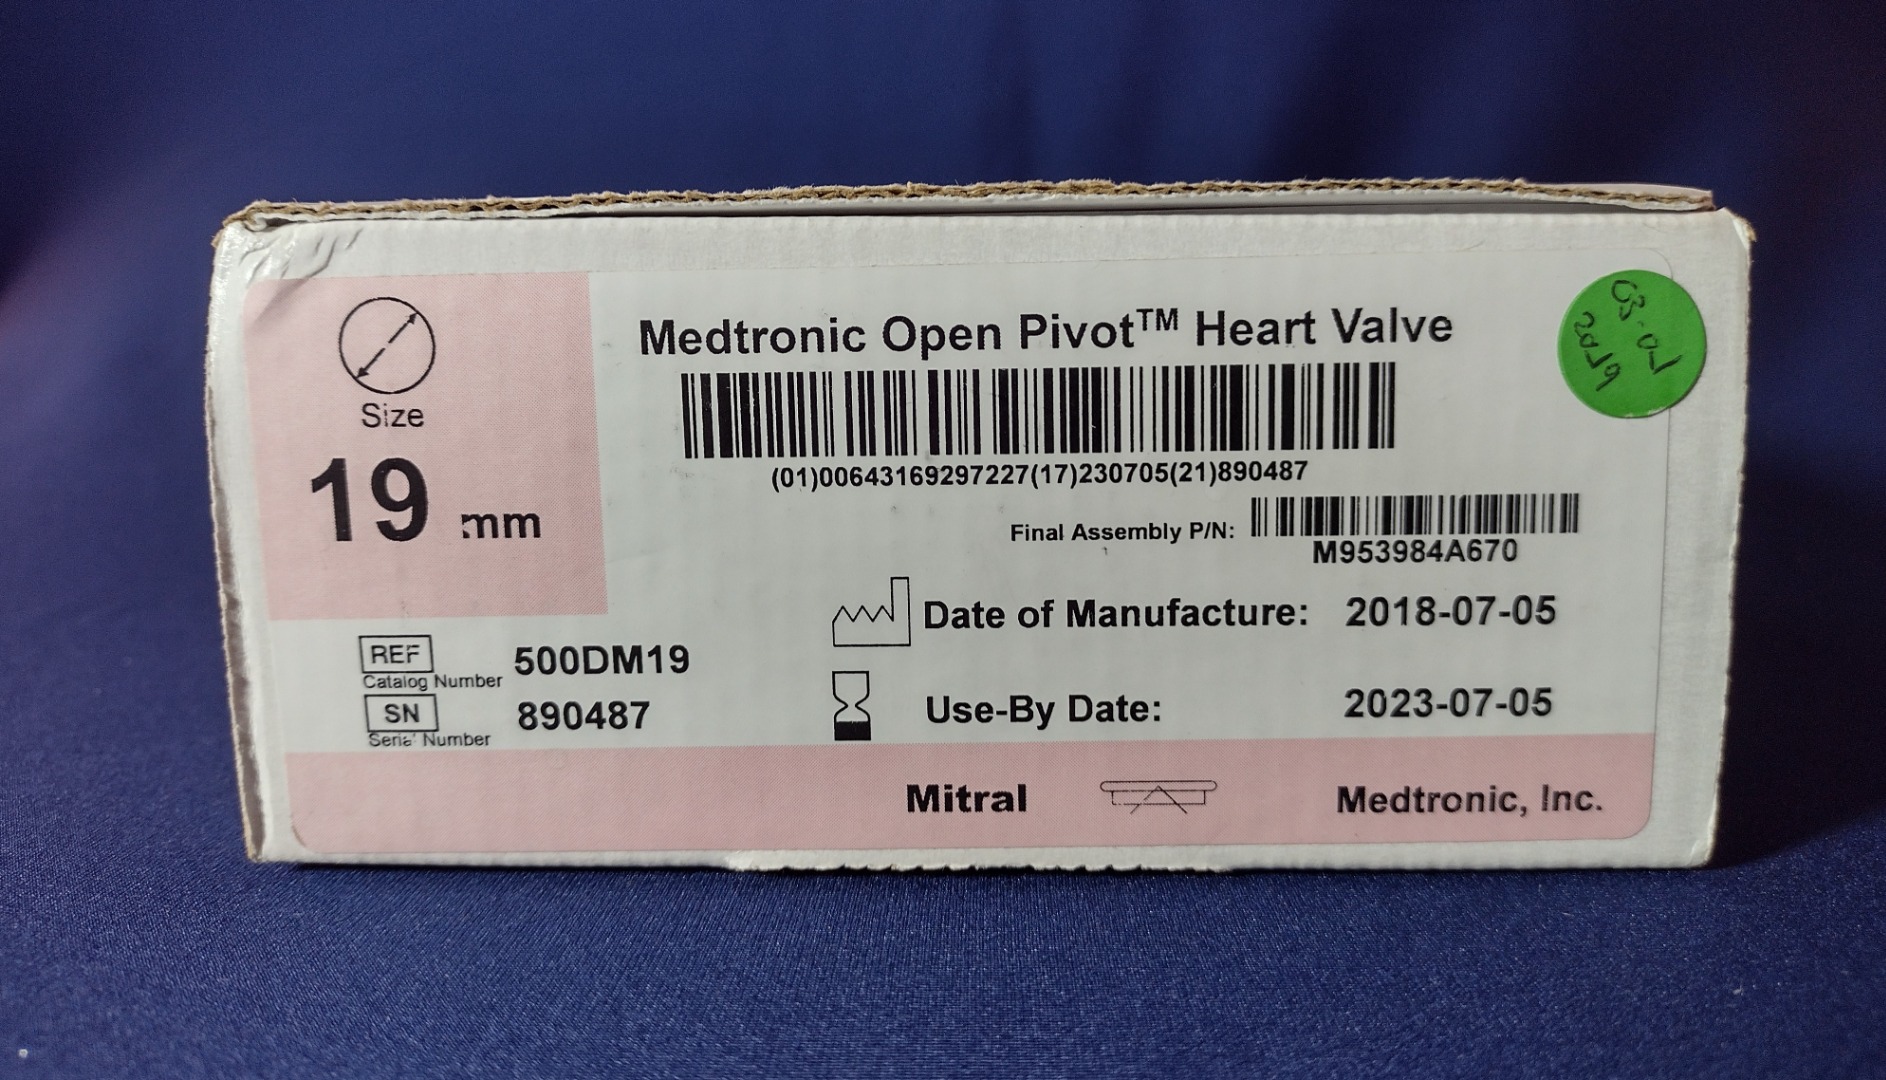 Medtronic Open Pivot™ Heart Valve
Size
19 mm
(01)00643169297227(17)230705(21)890487
Final Assembly P/N:
M953984A670
Date of Manufacture: 2018-07-05
REF 500DM19
Catalog Number
SN 890487
Serial Number
Use-By Date: 2023-07-05
Mitral
Medtronic, Inc.
2019